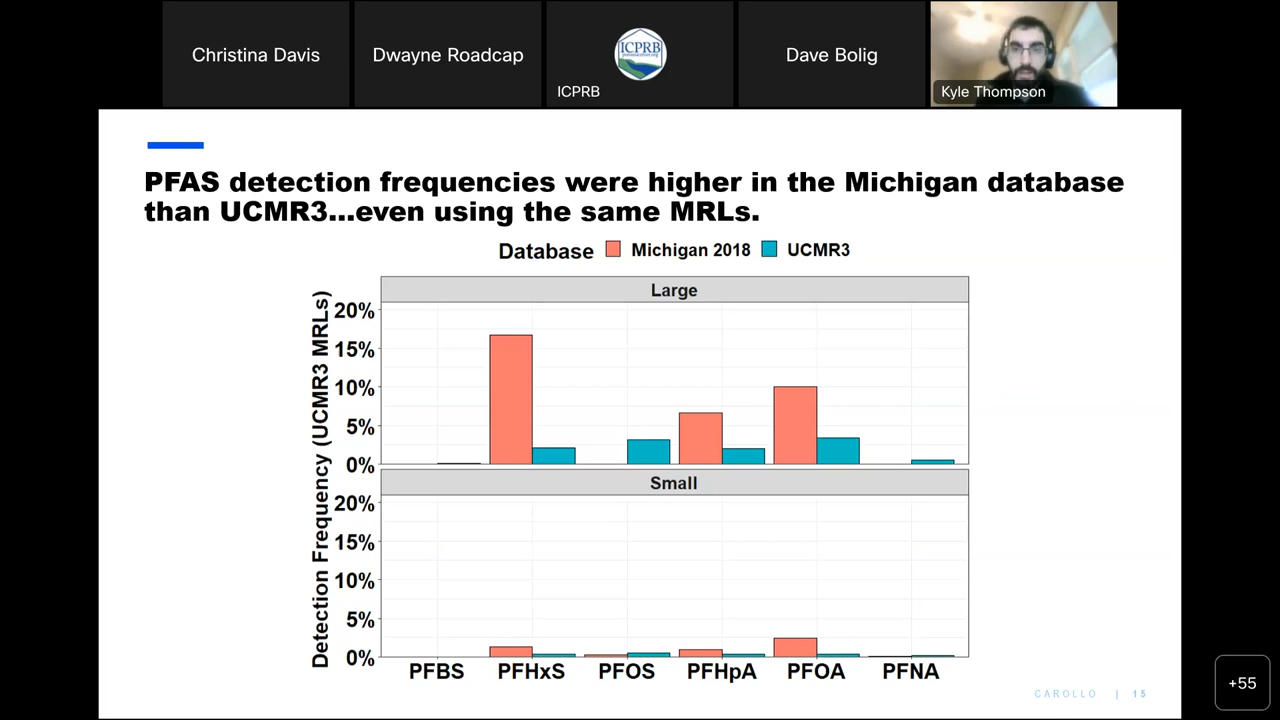 Christina Davis
Dwayne Roadcap
ICPRB
ICPRB
Dave Bolig
Kyle Thompson
PFAS detection frequencies were higher in the Michigan database
than UCMR3...even using the same MRLs.
Database Michigan 2018 UCMR3
Detection Frequency (UCMR3 MRLs)
Large
20%
15%
10%
5%
0%
Small
20%
15%
10%
5%
0%
PFBS PFHxS PFOS PFHpA PFOA PFNA
CAROLLO | 15
+55